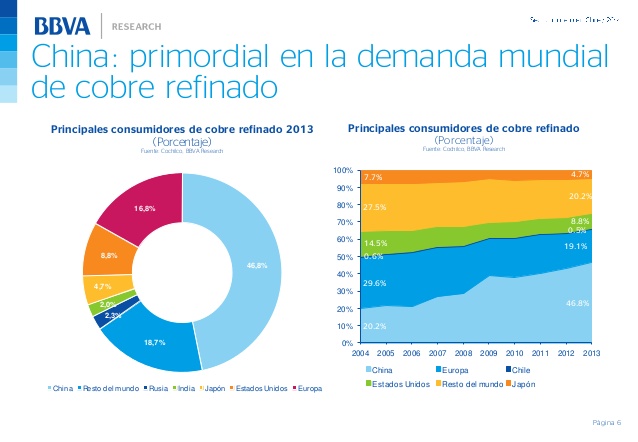 BBVA
RESEARCH
China: primordial en la demanda mundial
de cobre refinado
Principales consumidores de cobre refinado 2013
(Porcentaje)
Fuente: Cochilco, BBVA Research
16,8%
8,8%
4,7%
2,0%
2,3%
18,7%
46,8%
China Resto del mundo Rusia India Japón Estados Unidos Europa
Principales consumidores de cobre refinado
(Porcentaje)
Fuente: Cochilco, BBVA Research
100%
90%
80%
70%
60%
50%
40%
30%
20%
10%
0%
7.7%
27.5%
14.5%
0.6%
29.6%
20.2%
4.7%
20.2%
8.8%
0.5%
19.1%
46.8%
2004 2005 2006 2007 2008 2009 2010 2011 2012 2013
China Europa Chile
Estados Unidos Resto del mundo Japón
Página 6